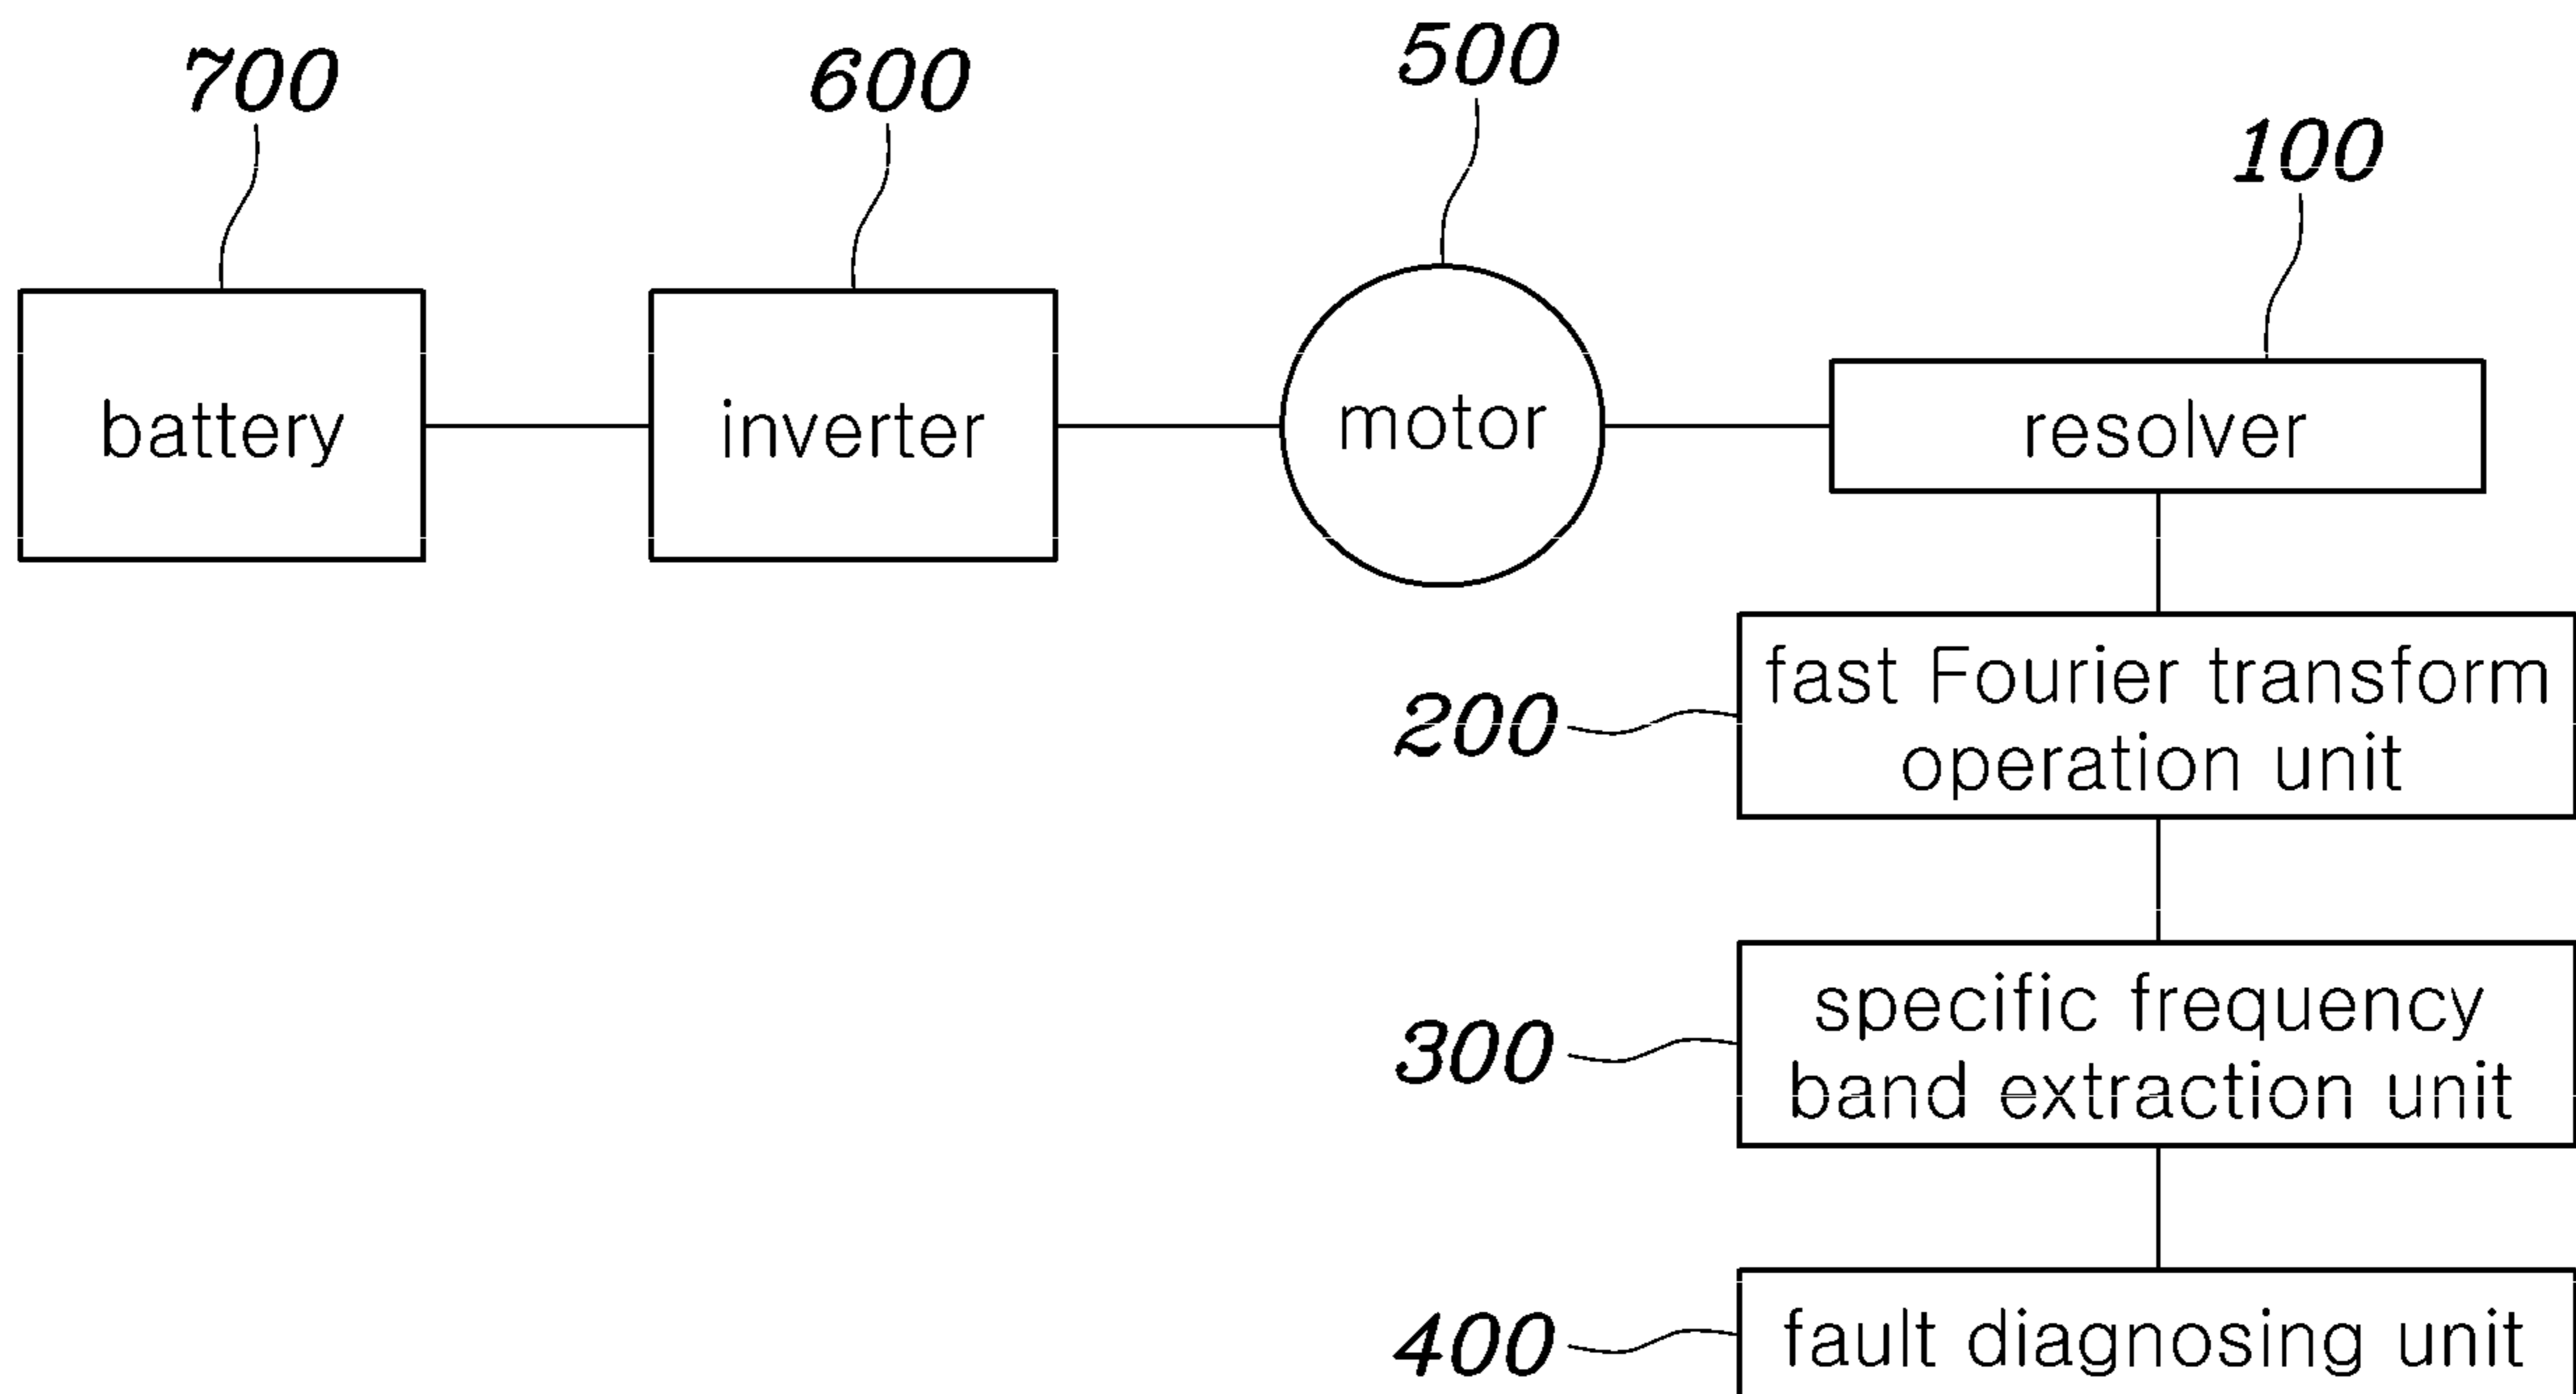 700
600
500
100
battery
inverter
motor
resolver
200
fast Fourier transform
operation unit
300
specific frequency
band extraction unit
400
fault diagnosing unit